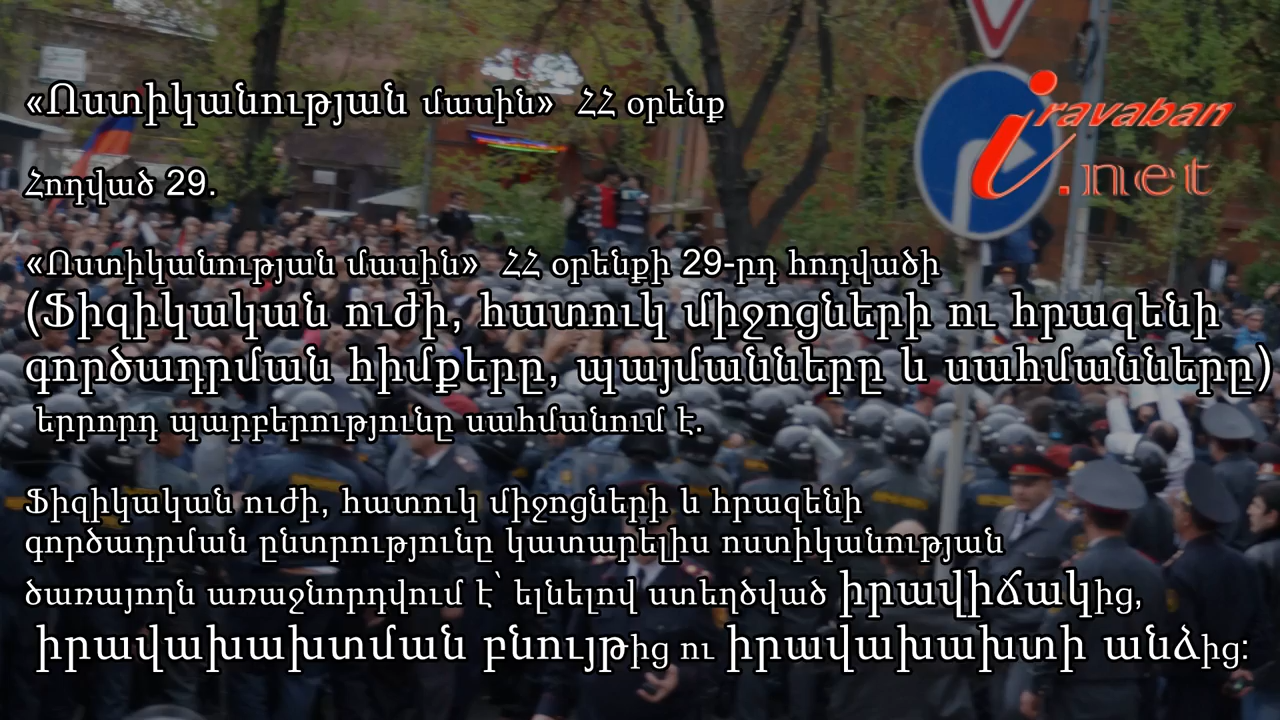 «Ոստիկանության մասին» ՀՀ օրենք
iravaban
.net
Հոդված 29.
«Ոստիկանության մասին» ՀՀ օրենքի 29-րդ հոդվածի
(Ֆիզիկական ուժի, հատուկ միջոցների ու հրազենի
գործադրման հիմքերը, պայմանները և սահմանները)
երրորդ պարբերությունը սահմանում է.
Ֆիզիկական ուժի, հատուկ միջոցների և հրազենի
գործադրման ընտրությունը կատարելիս ոստիկանության
ծառայողն առաջնորդվում է՝ ելնելով ստեղծված իրավիճակից,
իրավախախտման բնույթից ու իրավախախտի անձից: